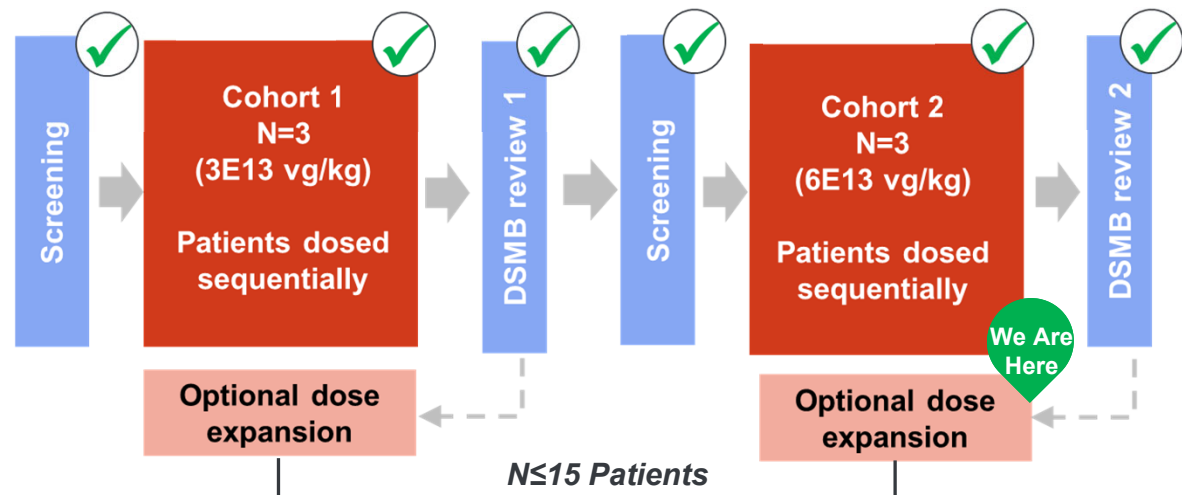 Screening
Cohort 1
N=3
(3E13 vg/kg)
Patients dosed
sequentially
DSMB review 1
Screening
Cohort 2
N=3
(6E13 vg/kg)
Patients dosed
sequentially
DSMB review 2
We Are
Here
Optional dose
expansion
Optional dose
expansion
N≤15 Patients